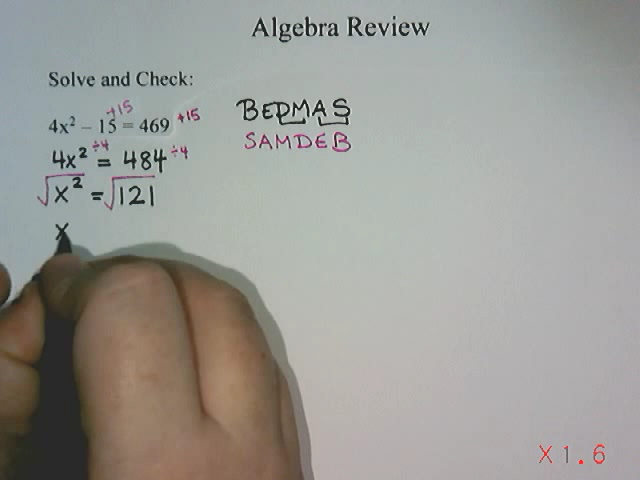 Algebra Review
Solve and Check:
+15
4x² – 15 = 469 +15
÷4
4x² = 484 ÷4
√x² = √121
x
BEDMAS
SAMDEB
X1.6